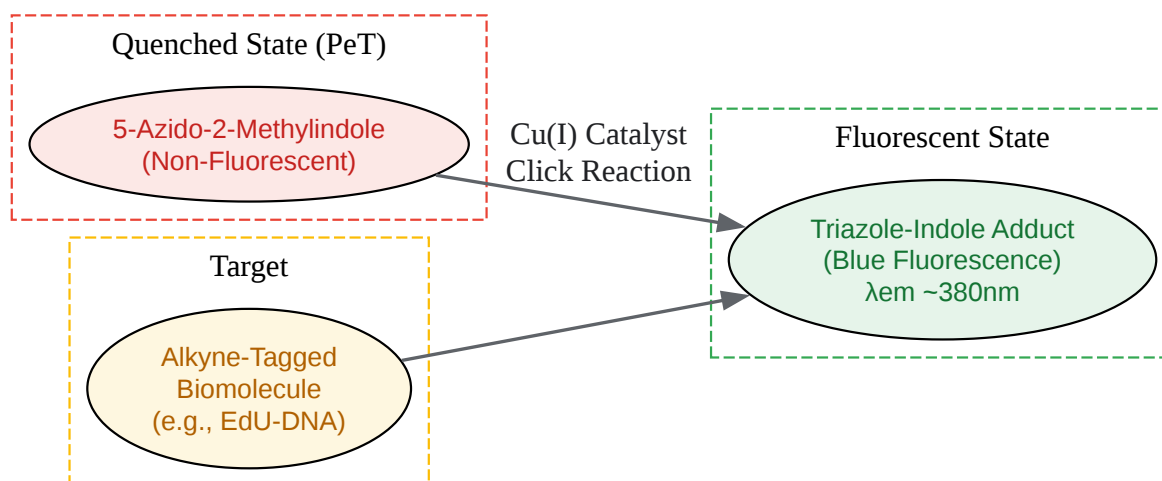 Quenched State (PeT)
5-Azido-2-Methylindole
(Non-Fluorescent)
Cu(I) Catalyst
Click Reaction
Fluorescent State
Triazole-Indole Adduct
(Blue Fluorescence)
λem ~380nm
Target
Alkyne-Tagged
Biomolecule
(e.g., EdU-DNA)